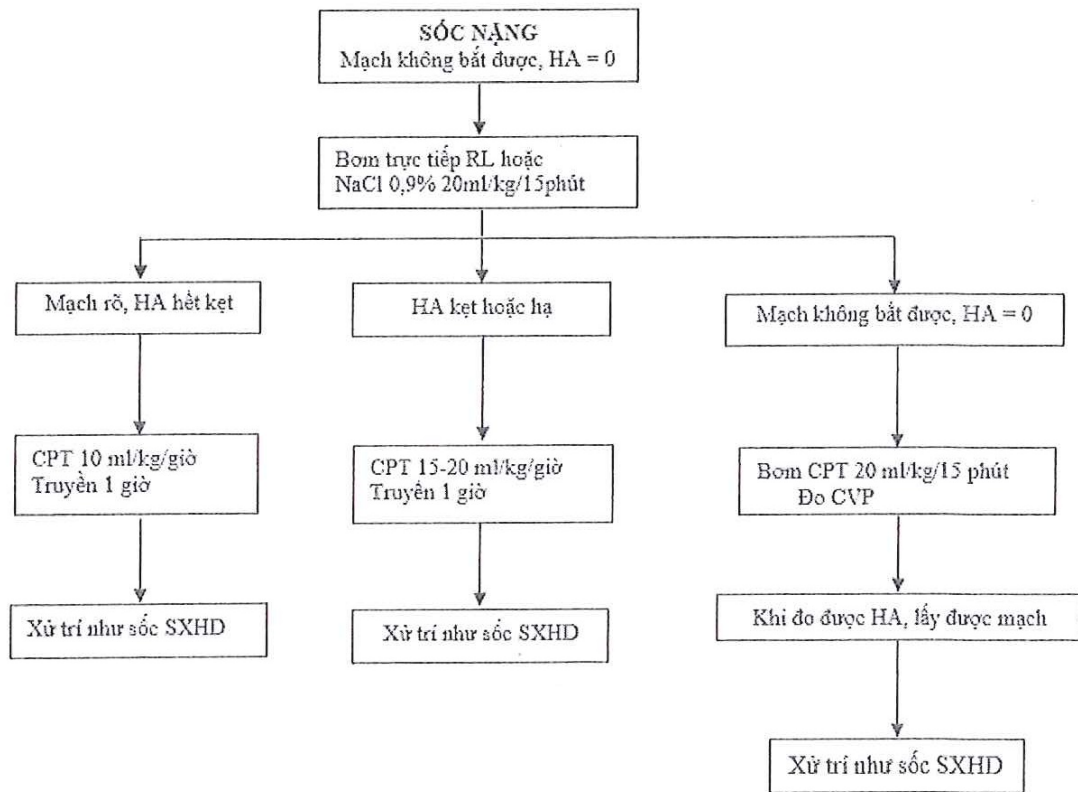 SỐC NẶNG
Mạch không bắt được, HA = 0
Bơm trực tiếp RL hoặc
NaCl 0,9% 20ml/kg/15phút
Mạch rõ, HA hết kẹt
HA kẹt hoặc hạ
Mạch không bắt được, HA = 0
CPT 10 ml/kg/giờ
Truyền 1 giờ
CPT 15-20 ml/kg/giờ
Truyền 1 giờ
Bơm CPT 20 ml/kg/15 phút
Đo CVP
Xử trí như sốc SXHD
Xử trí như sốc SXHD
Khi đo được HA, lấy được mạch
Xử trí như sốc SXHD